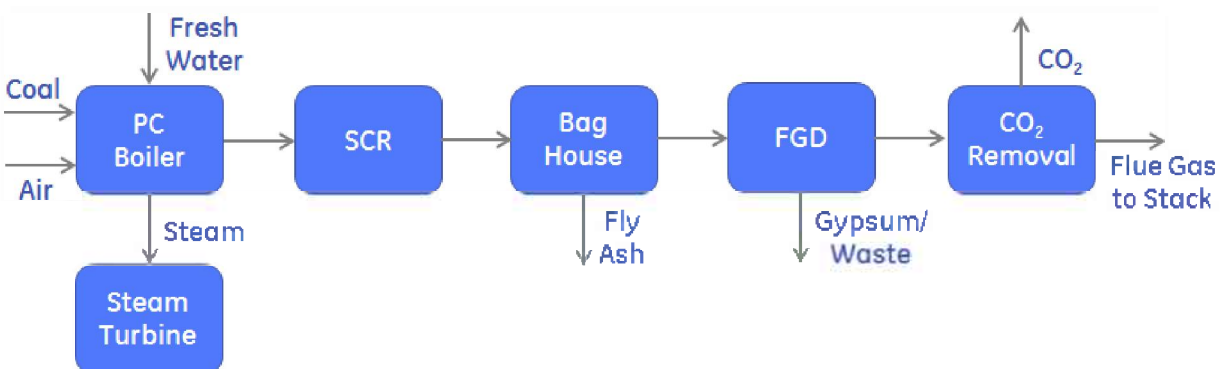 Fresh
Water
Coal
Air
PC
Boiler
Steam
Steam
Turbine
SCR
Bag
House
Fly
Ash
FGD
Gypsum/
Waste
CO₂
CO₂
Removal
Flue Gas
to Stack